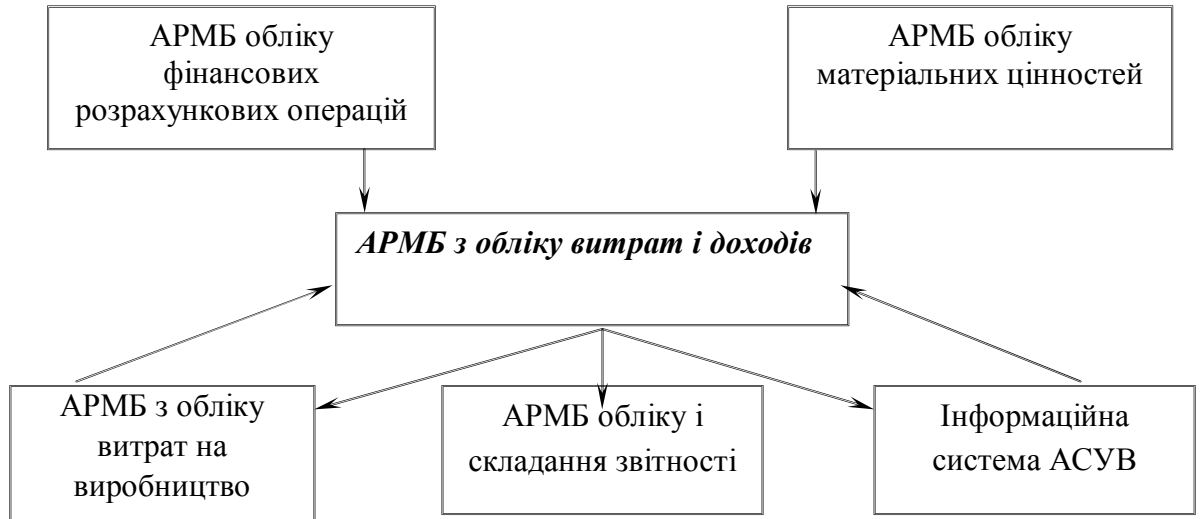 АРМБ обліку
фінансових
розрахункових операцій
АРМБ обліку
матеріальних цінностей
АРМБ з обліку витрат і доходів
АРМБ з обліку
витрат на
виробництво
АРМБ обліку і
складання звітності
Інформаційна
система АСУВ